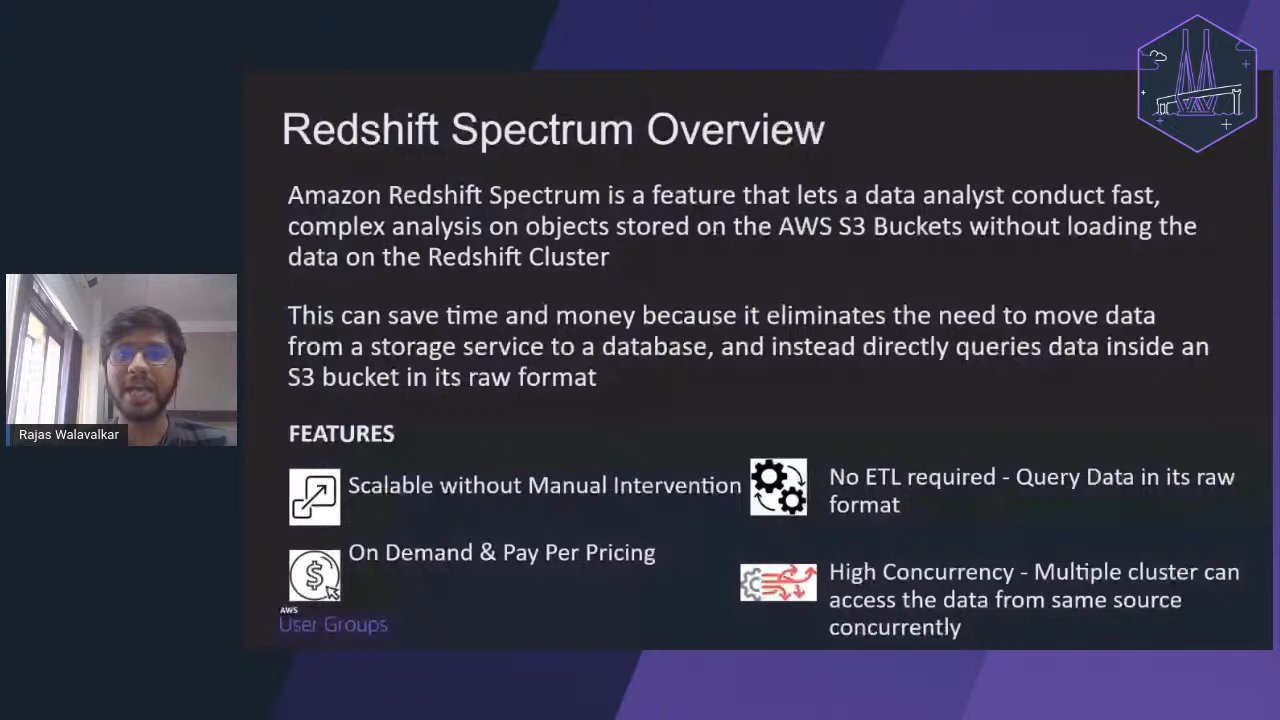 Redshift Spectrum Overview
Amazon Redshift Spectrum is a feature that lets a data analyst conduct fast,
complex analysis on objects stored on the AWS S3 Buckets without loading the
data on the Redshift Cluster
This can save time and money because it eliminates the need to move data
from a storage service to a database, and instead directly queries data inside an
S3 bucket in its raw format
FEATURES
Scalable without Manual Intervention
No ETL required - Query Data in its raw
format
On Demand & Pay Per Pricing
High Concurrency - Multiple cluster can
access the data from same source
concurrently
AWS
User Groups
Rajas Walavalkar